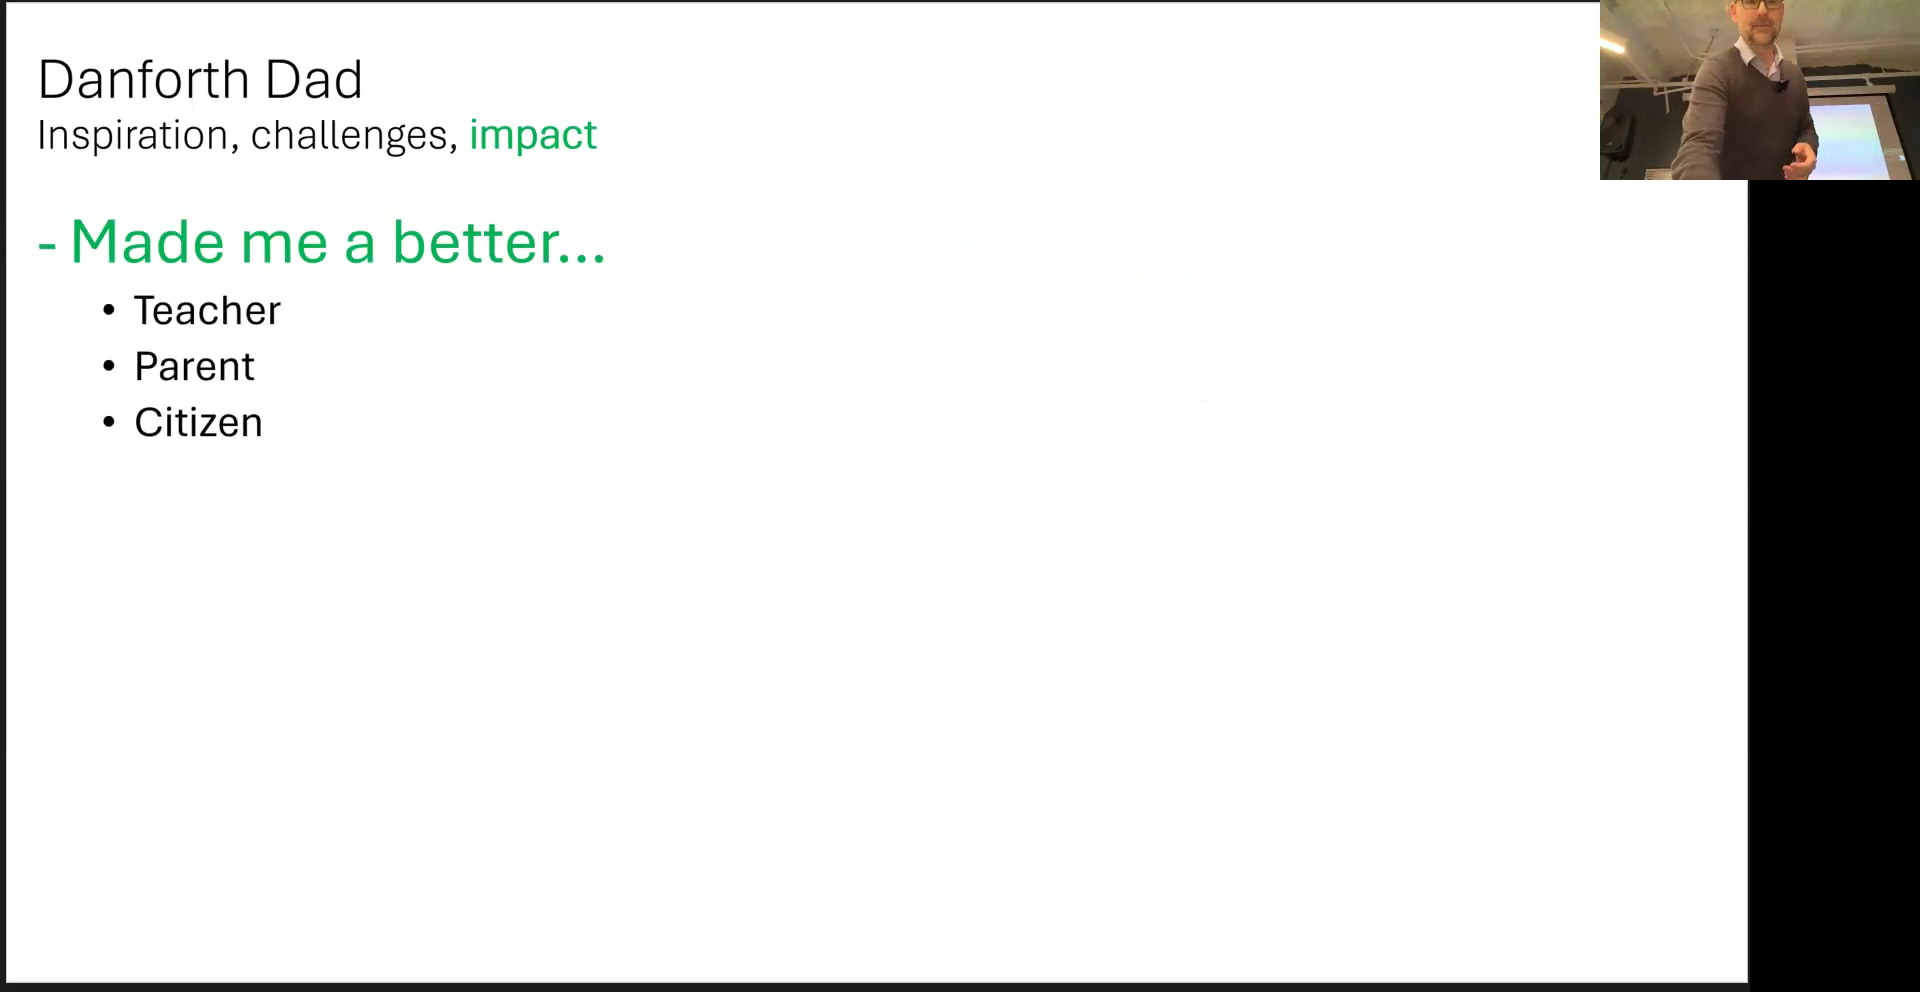 Danforth Dad
Inspiration, challenges, impact
- Made me a better...
• Teacher
• Parent
• Citizen